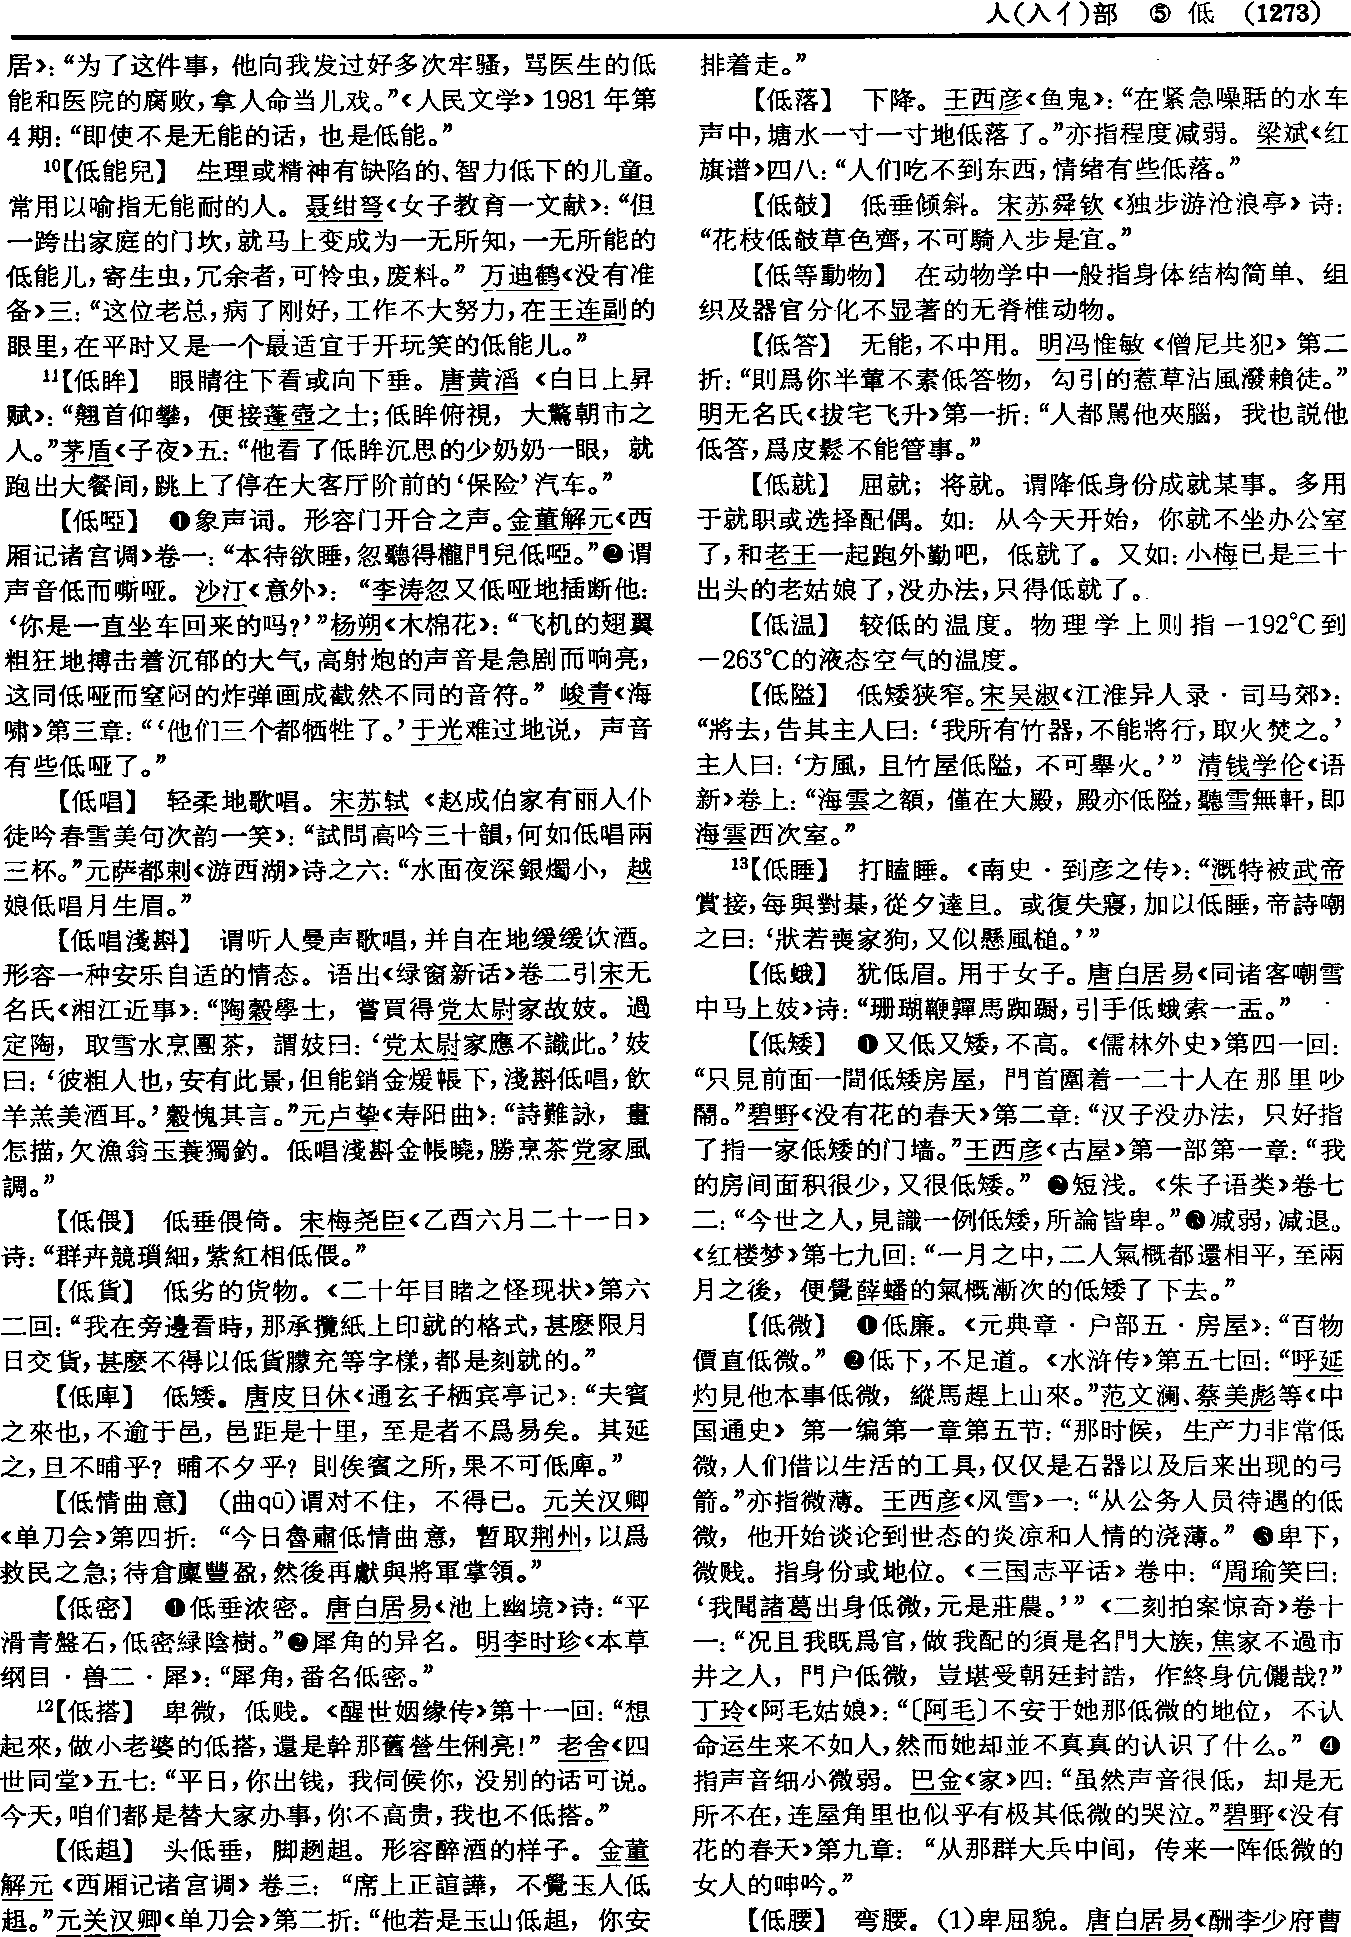 人(入亻)部 ⑤ 低 (1273)
居》：“为了这件事，他向我发过好多次牢骚，骂医生的低
能和医院的腐败，拿人命当儿戏。”《人民文学》1981年第
4期：“即使不是无能的话，也是低能。”
10【低能兒】 生理或精神有缺陷的、智力低下的儿童。
常用以喻指无能耐的人。聂绀弩《女子教育一文献》：“但
一跨出家庭的门坎，就马上变成为一无所知，一无所能的
低能儿，寄生虫，冗余者，可怜虫，废料。”万迪鹤《没有准
备》三：“这位老总，病了刚好，工作不大努力，在王连副的
眼里，在平时又是一个最适宜于开玩笑的低能儿。”
11【低眸】 眼睛往下看或向下垂。唐黄滔《白日上昇
赋》：“翹首仰攀，便接蓬壺之士；低眸俯視，大驚朝市之
人。”茅盾《子夜》五：“他看了低眸沉思的少奶奶一眼，就
跑出大餐间，跳上了停在大客厅阶前的‘保险’汽车。”
【低啞】 ❶象声词。形容门开合之声。金董解元《西
厢记诸宫调》卷一：“本待欲睡，忽聽得櫳門兒低啞。”❷谓
声音低而嘶哑。沙汀《意外》：“李涛忽又低哑地插断他：
‘你是一直坐车回来的吗？’”杨朔《木棉花》：“飞机的翅翼
粗狂地搏击着沉郁的大气，高射炮的声音是急剧而响亮，
这同低哑而窒闷的炸弹画成截然不同的音符。”峻青《海
啸》第三章：“‘他们三个都牺牲了。’于光难过地说，声音
有些低哑了。”
【低唱】 轻柔地歌唱。宋苏轼《赵成伯家有丽人仆
徒吟春雪美句次韵一笑》：“試問高吟三十韻，何如低唱兩
三杯。”元萨都剌《游西湖》诗之六：“水面夜深銀燭小，越
娘低唱月生眉。”
【低唱淺斟】 谓听人曼声歌唱，并自在地缓缓饮酒。
形容一种安乐自适的情态。语出《绿窗新话》卷二引宋无
名氏《湘江近事》：“陶穀學士，嘗買得党太尉家故妓。過
定陶，取雪水烹團茶，謂妓曰：‘党太尉家應不識此。’妓
曰：‘彼粗人也，安有此景，但能銷金煖帳下，淺斟低唱，飲
羊羔美酒耳。’穀愧其言。”元卢挚《寿阳曲》：“詩難詠，畫
怎描，欠漁翁玉蓑獨釣。低唱淺斟金帳曉，勝烹茶党家風
調。”
【低偎】 低垂偎倚。宋梅尧臣《乙酉六月二十一日》
诗：“群卉競瑣細，紫紅相低偎。”
【低貨】 低劣的货物。《二十年目睹之怪现状》第六
二回：“我在旁邊看時，那承攬紙上印就的格式，甚麽限月
日交貨，甚麽不得以低貨朦充等字樣，都是刻就的。”
【低庳】 低矮。唐皮日休《通玄子栖宾亭记》：“夫賓
之來也，不逾于邑，邑距是十里，至是者不爲易矣。其延
之，旦不晡乎？晡不夕乎？則俟賓之所，果不可低庳。”
【低情曲意】 (曲qū)谓对不住，不得已。元关汉卿
《单刀会》第四折：“今日魯肅低情曲意，暫取荆州，以爲
救民之急；待倉廩豐盈，然後再獻與將軍掌領。”
【低密】 ❶低垂浓密。唐白居易《池上幽境》诗：“平
滑青盤石，低密緑陰樹。”❷犀角的异名。明李时珍《本草
纲目·兽二·犀》：“犀角，番名低密。”
12【低搭】 卑微，低贱。《醒世姻缘传》第十一回：“想
起來，做小老婆的低搭，還是幹那舊營生俐亮！”老舍《四
世同堂》五七：“平日，你出钱，我伺候你，没别的话可说。
今天，咱们都是替大家办事，你不高贵，我也不低搭。”
【低趄】 头低垂，脚趔趄。形容醉酒的样子。金董
解元《西厢记诸宫调》卷三：“席上正諠譁，不覺玉人低
趄。”元关汉卿《单刀会》第二折：“他若是玉山低趄，你安
排着走。”
【低落】 下降。王西彦《鱼鬼》：“在紧急噪聒的水车
声中，塘水一寸一寸地低落了。”亦指程度减弱。梁斌《红
旗谱》四八：“人们吃不到东西，情绪有些低落。”
【低攲】 低垂倾斜。宋苏舜钦《独步游沧浪亭》诗：
“花枝低攲草色齊，不可騎入步是宜。”
【低等動物】 在动物学中一般指身体结构简单、组
织及器官分化不显著的无脊椎动物。
【低答】 无能，不中用。明冯惟敏《僧尼共犯》第二
折：“則爲你半葷不素低答物，勾引的惹草沾風潑賴徒。”
明无名氏《拔宅飞升》第一折：“人都駡他夾腦，我也説他
低答，爲皮鬆不能管事。”
【低就】 屈就；将就。谓降低身份成就某事。多用
于就职或选择配偶。如：从今天开始，你就不坐办公室
了，和老王一起跑外勤吧，低就了。又如：小梅已是三十
出头的老姑娘了，没办法，只得低就了。
【低温】 较低的温度。物理学上则指－192℃到
－263℃的液态空气的温度。
【低隘】 低矮狭窄。宋吴淑《江淮异人录·司马郊》：
“將去，告其主人曰：‘我所有竹器，不能將行，取火焚之。’
主人曰：‘方風，且竹屋低隘，不可舉火。’”清钱学伦《语
新》卷上：“海雲之額，僅在大殿，殿亦低隘，聽雪無軒，即
海雲西次室。”
13【低睡】 打瞌睡。《南史·到彦之传》：“溉特被武帝
賞接，每與對棊，從夕達旦。或復失寢，加以低睡，帝詩嘲
之曰：‘狀若喪家狗，又似懸風槌。’”
【低蛾】 犹低眉。用于女子。唐白居易《同诸客嘲雪
中马上妓》诗：“珊瑚鞭嚲馬踟蹰，引手低蛾索一盂。”
【低矮】 ❶又低又矮，不高。《儒林外史》第四一回：
“只見前面一間低矮房屋，門首圍着一二十人在那里吵
鬧。”碧野《没有花的春天》第二章：“汉子没办法，只好指
了指一家低矮的门墙。”王西彦《古屋》第一部第一章：“我
的房间面积很少，又很低矮。”❷短浅。《朱子语类》卷七
二：“今世之人，見識一例低矮，所論皆卑。”❸减弱，减退。
《红楼梦》第七九回：“一月之中，二人氣概都還相平，至兩
月之後，便覺薛蟠的氣概漸次的低矮了下去。”
【低微】 ❶低廉。《元典章·户部五·房屋》：“百物
價直低微。”❷低下，不足道。《水浒传》第五七回：“呼延
灼見他本事低微，縱馬趕上山來。”范文澜、蔡美彪等《中
国通史》第一编第一章第五节：“那时候，生产力非常低
微，人们借以生活的工具，仅仅是石器以及后来出现的弓
箭。”亦指微薄。王西彦《风雪》一：“从公务人员待遇的低
微，他开始谈论到世态的炎凉和人情的浇薄。”❸卑下，
微贱。指身份或地位。《三国志平话》卷中：“周瑜笑曰：
‘我聞諸葛出身低微，元是莊農。’”《二刻拍案惊奇》卷十
一：“况且我既爲官，做我配的須是名門大族，焦家不過市
井之人，門户低微，豈堪受朝廷封誥，作終身伉儷哉？”
丁玲《阿毛姑娘》：“〔阿毛〕不安于她那低微的地位，不认
命运生来不如人，然而她却並不真真的认识了什么。”❹
指声音细小微弱。巴金《家》四：“虽然声音很低，却是无
所不在，连屋角里也似乎有极其低微的哭泣。”碧野《没有
花的春天》第九章：“从那群大兵中间，传来一阵低微的
女人的呻吟。”
【低腰】 弯腰。(1)卑屈貌。唐白居易《酬李少府曹